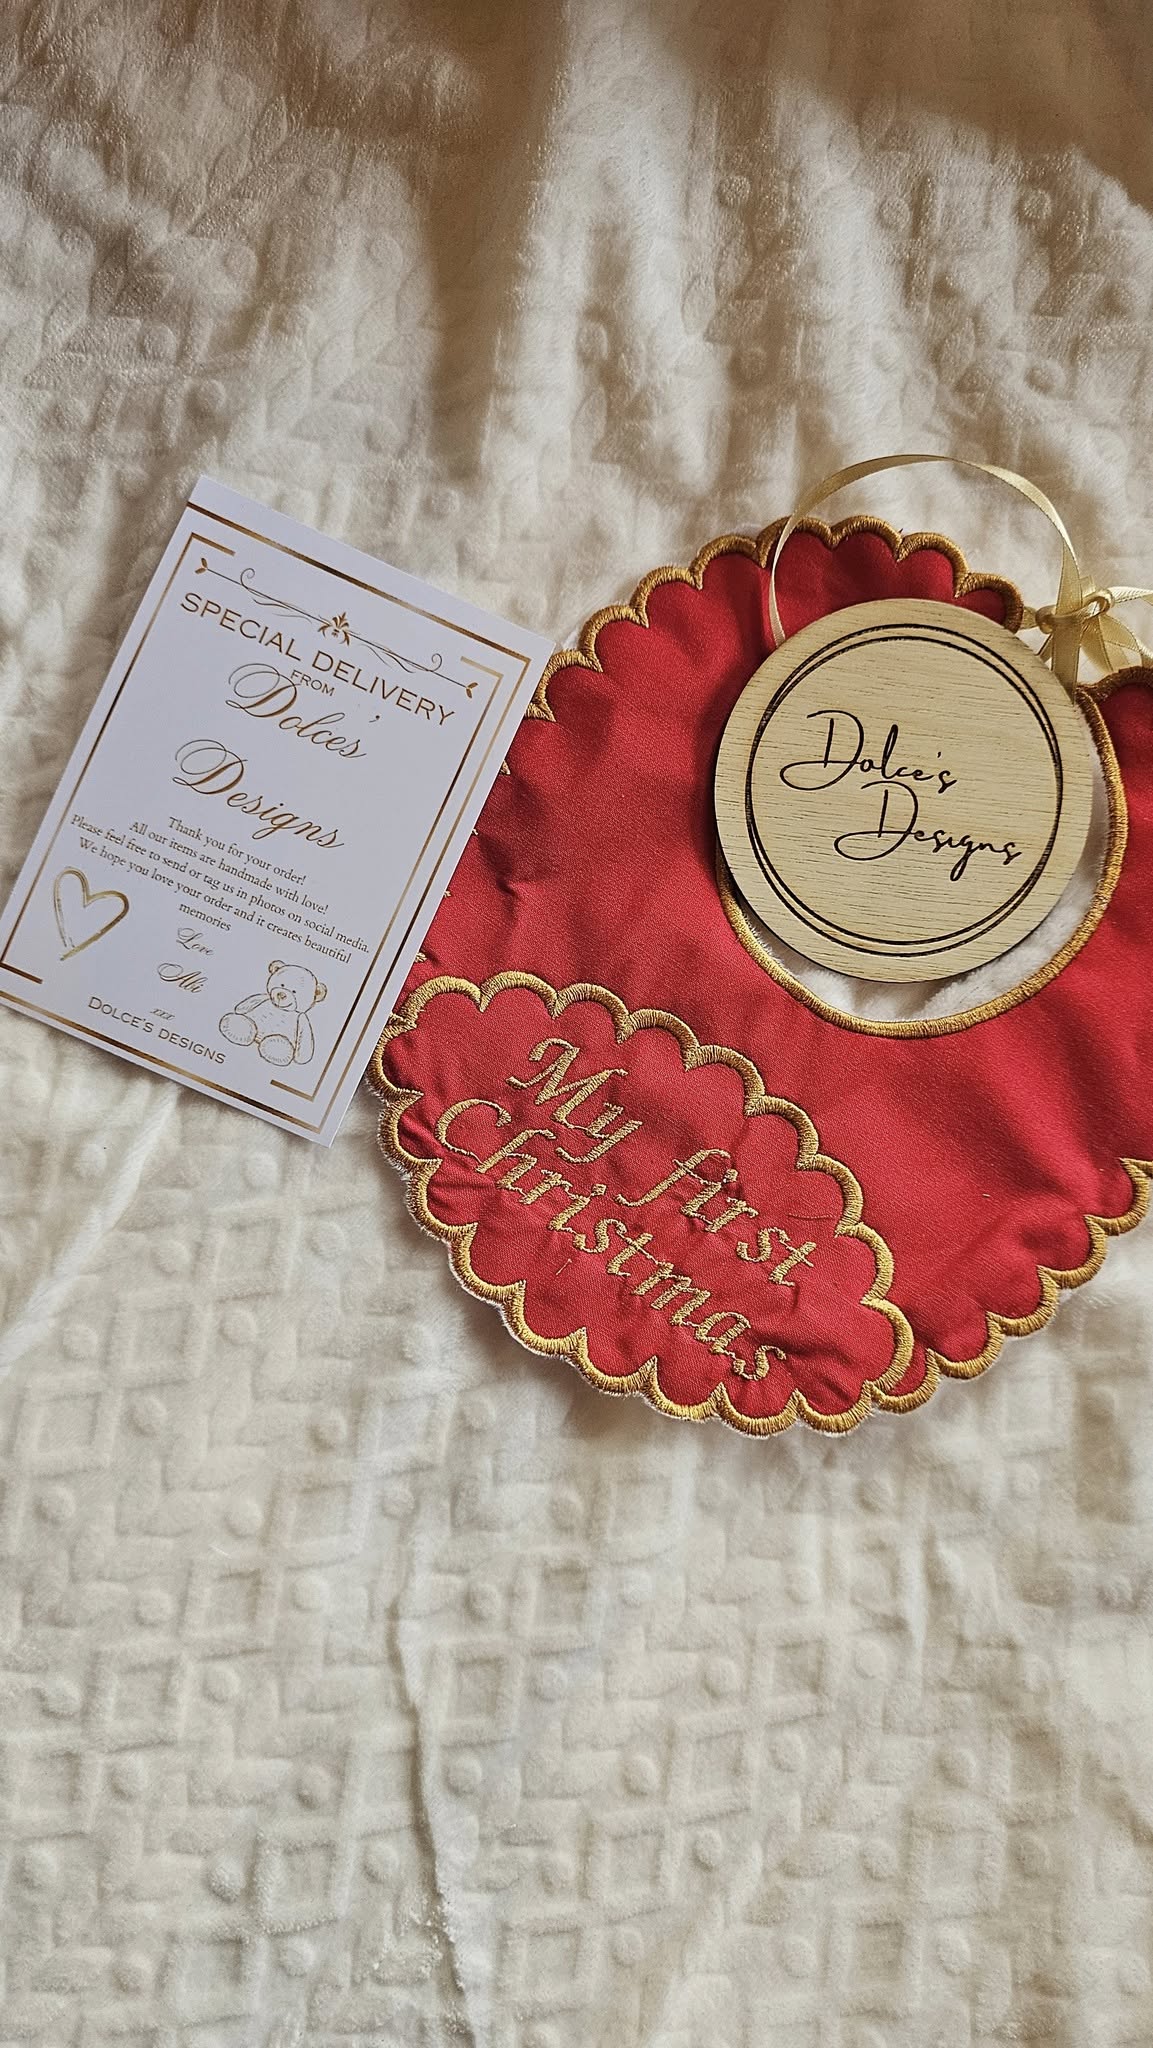 SPECIAL DELIVERY
FROM
Dolces'
Designs
Thank you for your order!
All our items are handmade with love!
Please feel free to send or tag us in photos on social media.
We hope you love your order and it creates beautiful
memories
Love
Abi
xxx
DOLCE'S DESIGNS
Dolce's
Designs
My first
Christmas